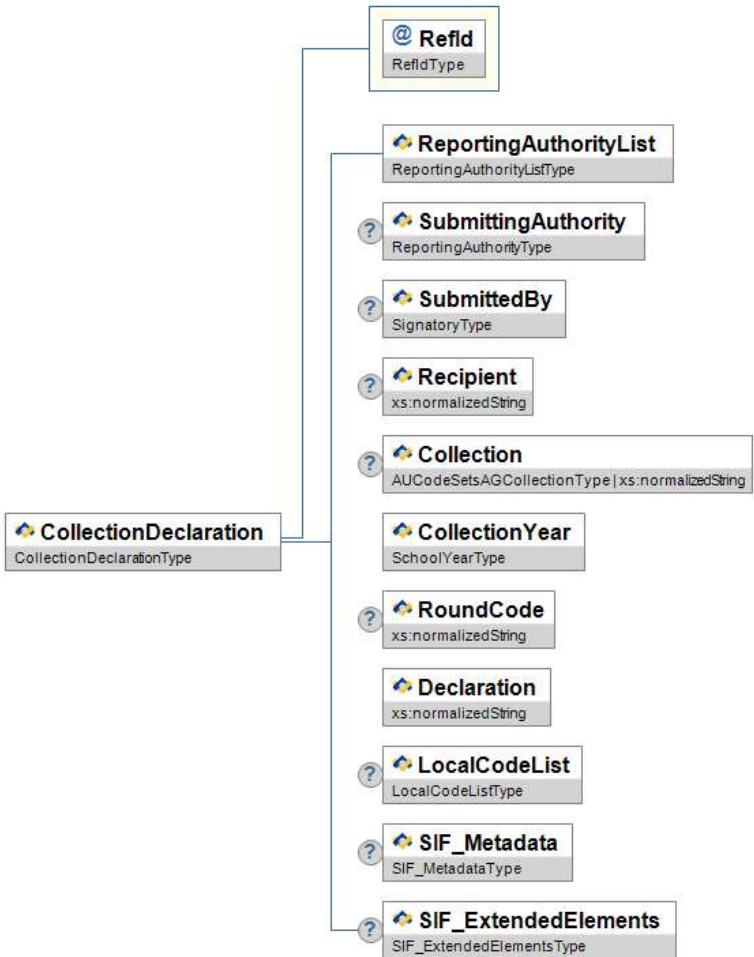 @ RefId
RefIdType
ReportingAuthorityList
ReportingAuthorityListType
? SubmittingAuthority
ReportingAuthorityType
? SubmittedBy
SignatoryType
? Recipient
xs:normalizedString
? Collection
AUCodeSetsAGCollectionType|xs:normalizedString
CollectionDeclaration
CollectionDeclarationType
CollectionYear
SchoolYearType
? RoundCode
xs:normalizedString
Declaration
xs:normalizedString
? LocalCodeList
LocalCodeListType
? SIF_Metadata
SIF_MetadataType
? SIF_ExtendedElements
SIF_ExtendedElementsType